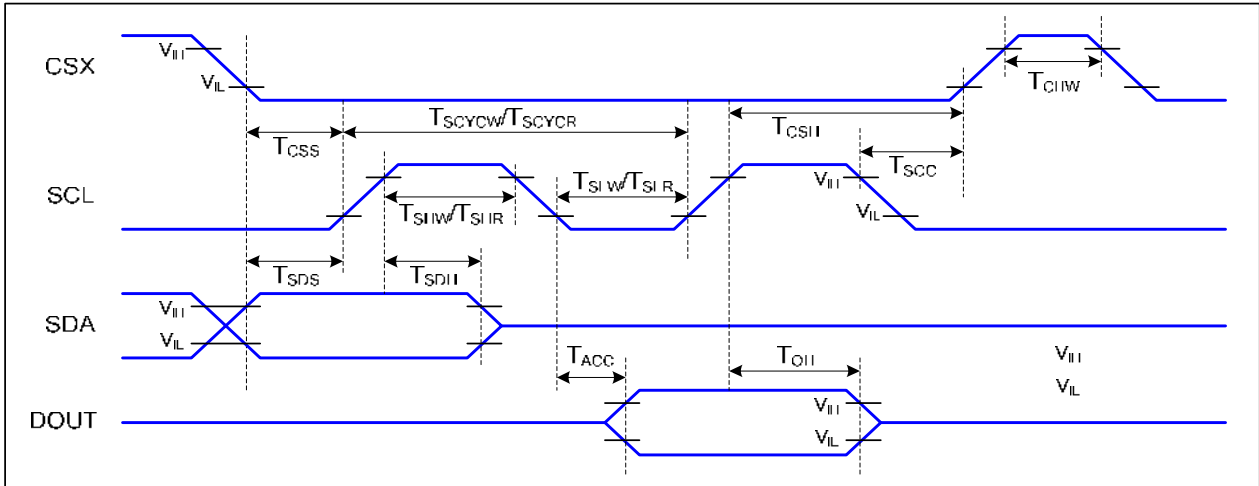 CSX
VIH
VIL
TCHW
TSCYCW/TSCYCR
TCSS
TCSH
TSCC
SCL
TSLW/TSLR
VIH
TSHW/TSHR
VIL
TSDS
TSDH
SDA
VIH
VIL
TACC
TOH
VIH
VIL
DOUT
VIH
VIL